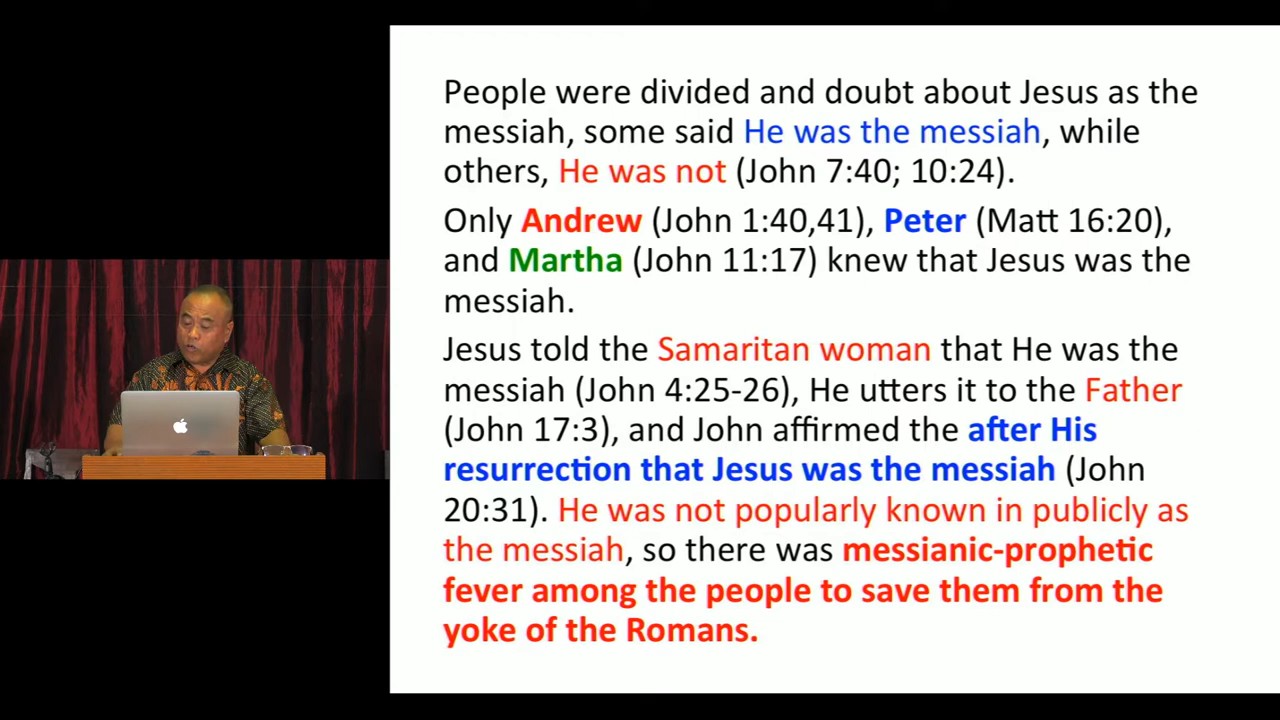 People were divided and doubt about Jesus as the
messiah, some said He was the messiah, while
others, He was not (John 7:40; 10:24).
Only Andrew (John 1:40,41), Peter (Matt 16:20),
and Martha (John 11:17) knew that Jesus was the
messiah.
Jesus told the Samaritan woman that He was the
messiah (John 4:25-26), He utters it to the Father
(John 17:3), and John affirmed the after His
resurrection that Jesus was the messiah (John
20:31). He was not popularly known in publicly as
the messiah, so there was messianic-prophetic
fever among the people to save them from the
yoke of the Romans.